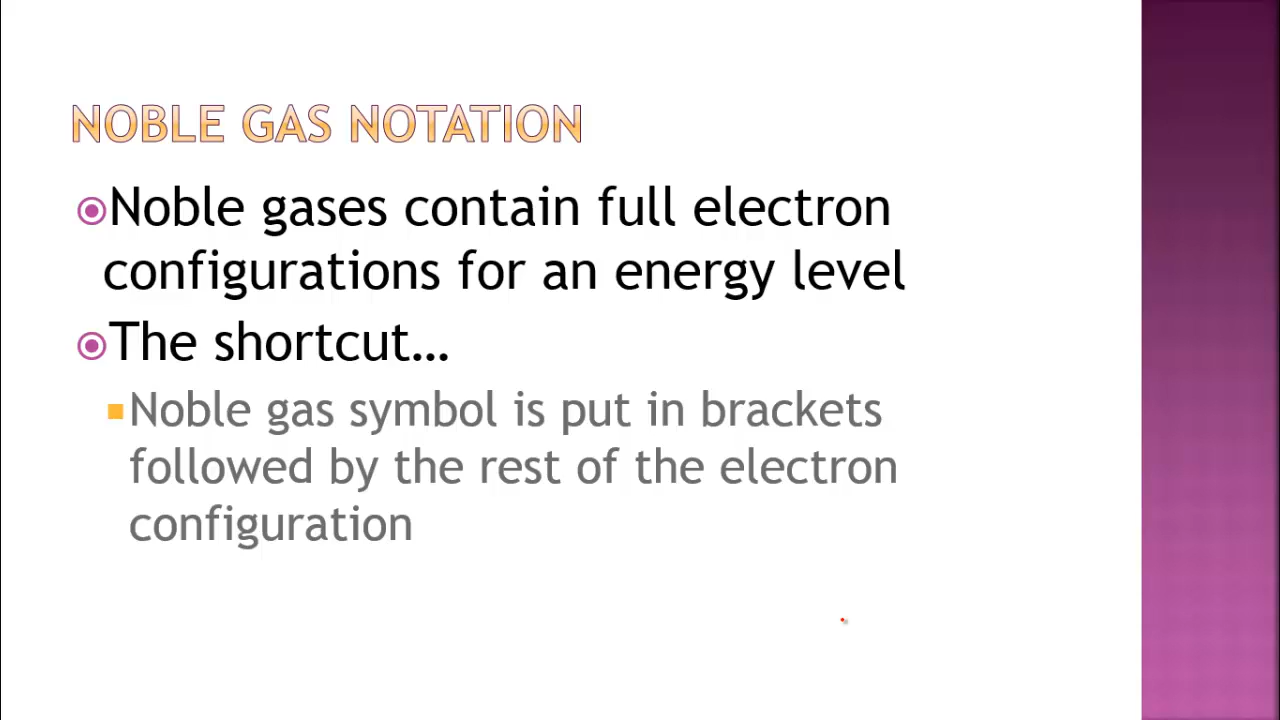 NOBLE GAS NOTATION
Noble gases contain full electron
configurations for an energy level
The shortcut…
Noble gas symbol is put in brackets
followed by the rest of the electron
configuration